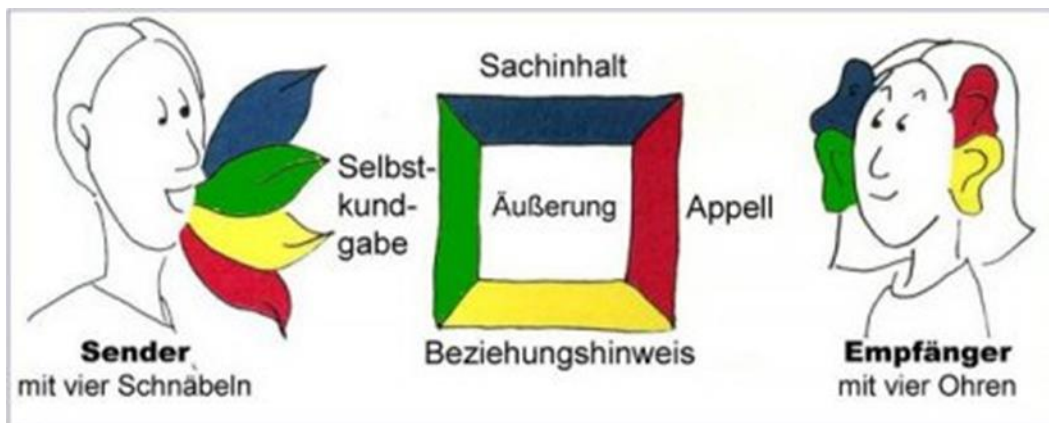 Sachinhalt
Selbst-
kund-
gabe
Äußerung
Appell
Beziehungshinweis
Sender
mit vier Schnäbeln
Empfänger
mit vier Ohren